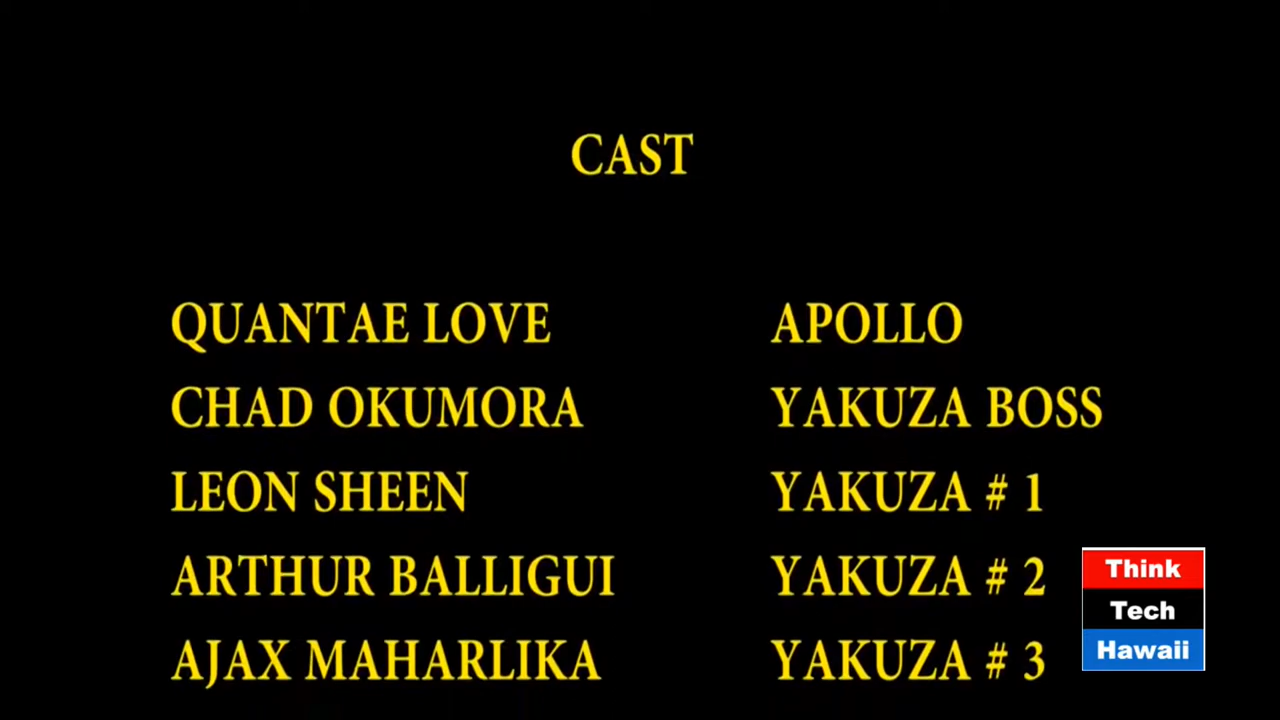 CAST
QUANTAE LOVE APOLLO
CHAD OKUMORA YAKUZA BOSS
LEON SHEEN YAKUZA # 1
ARTHUR BALLIGUI YAKUZA # 2
AJAX MAHARLIKA YAKUZA # 3
Think
Tech
Hawaii